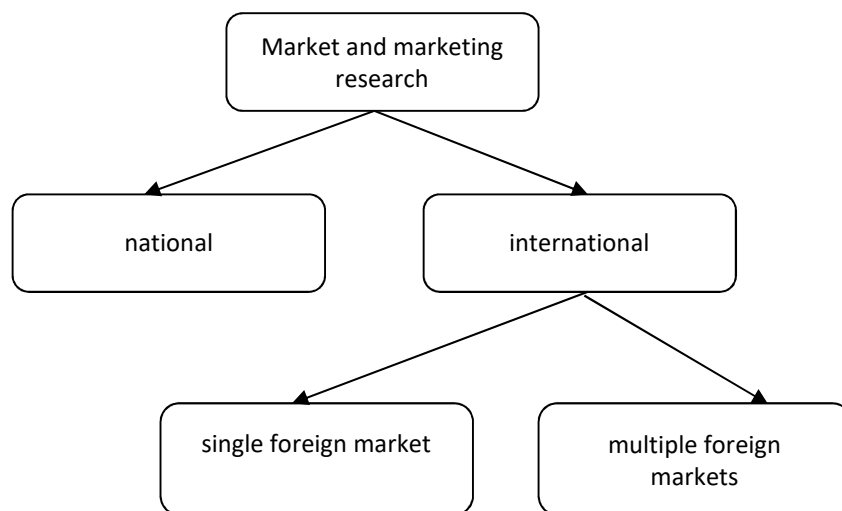 Market and marketing
research
national
international
single foreign market
multiple foreign
markets